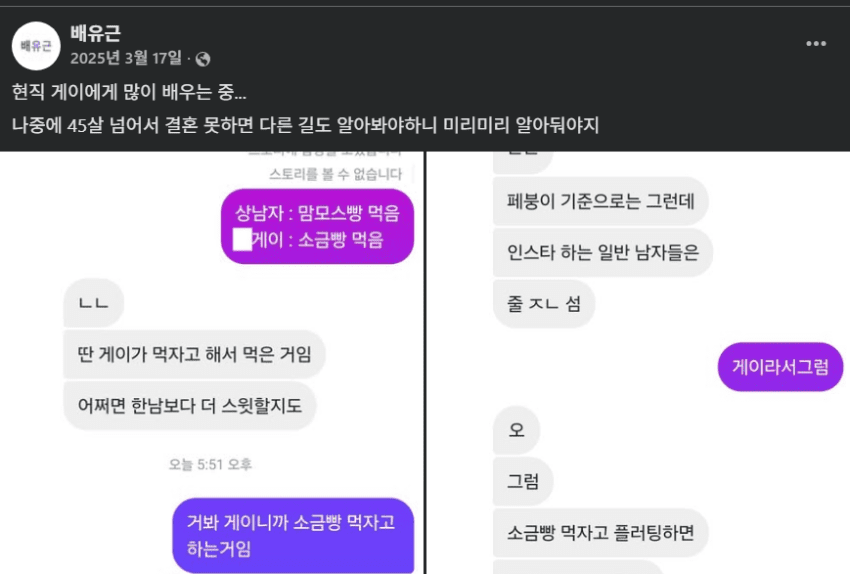 배유근
배유근
2025년 3월 17일 ·
현직 게이에게 많이 배우는 중...
나중에 45살 넘어서 결혼 못하면 다른 길도 알아봐야하니 미리미리 알아둬야지
스토리를 볼 수 없습니다
상남자 : 맘모스빵 먹음
게이 : 소금빵 먹음
ㄴㄴ
딴 게이가 먹자고 해서 먹은 거임
어쩌면 한남보다 더 스윗할지도
오늘 5:51 오후
거봐 게이니까 소금빵 먹자고
하는거임
페붕이 기준으로는 그런데
인스타 하는 일반 남자들은
줄 ㅈㄴ 섬
게이라서그럼
오
그럼
소금빵 먹자고 플러팅하면